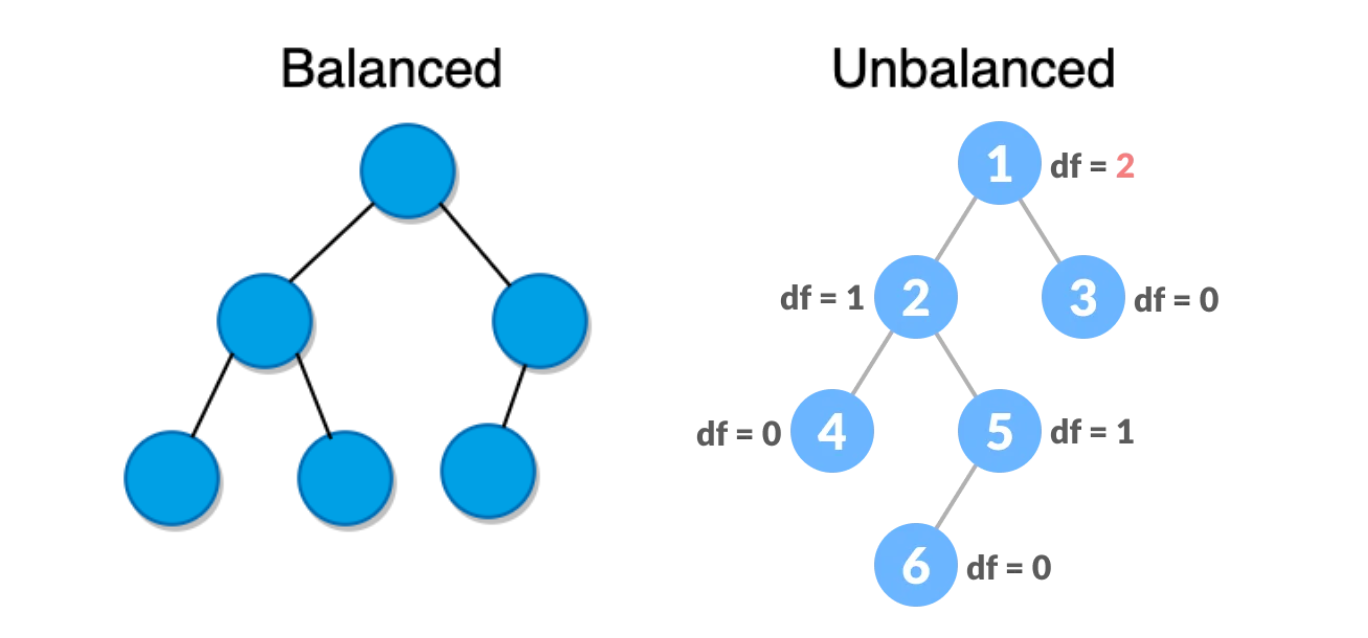 Balanced
Unbalanced
1 df = 2
df = 1 2 3 df = 0
df = 0 4 5 df = 1
6 df = 0